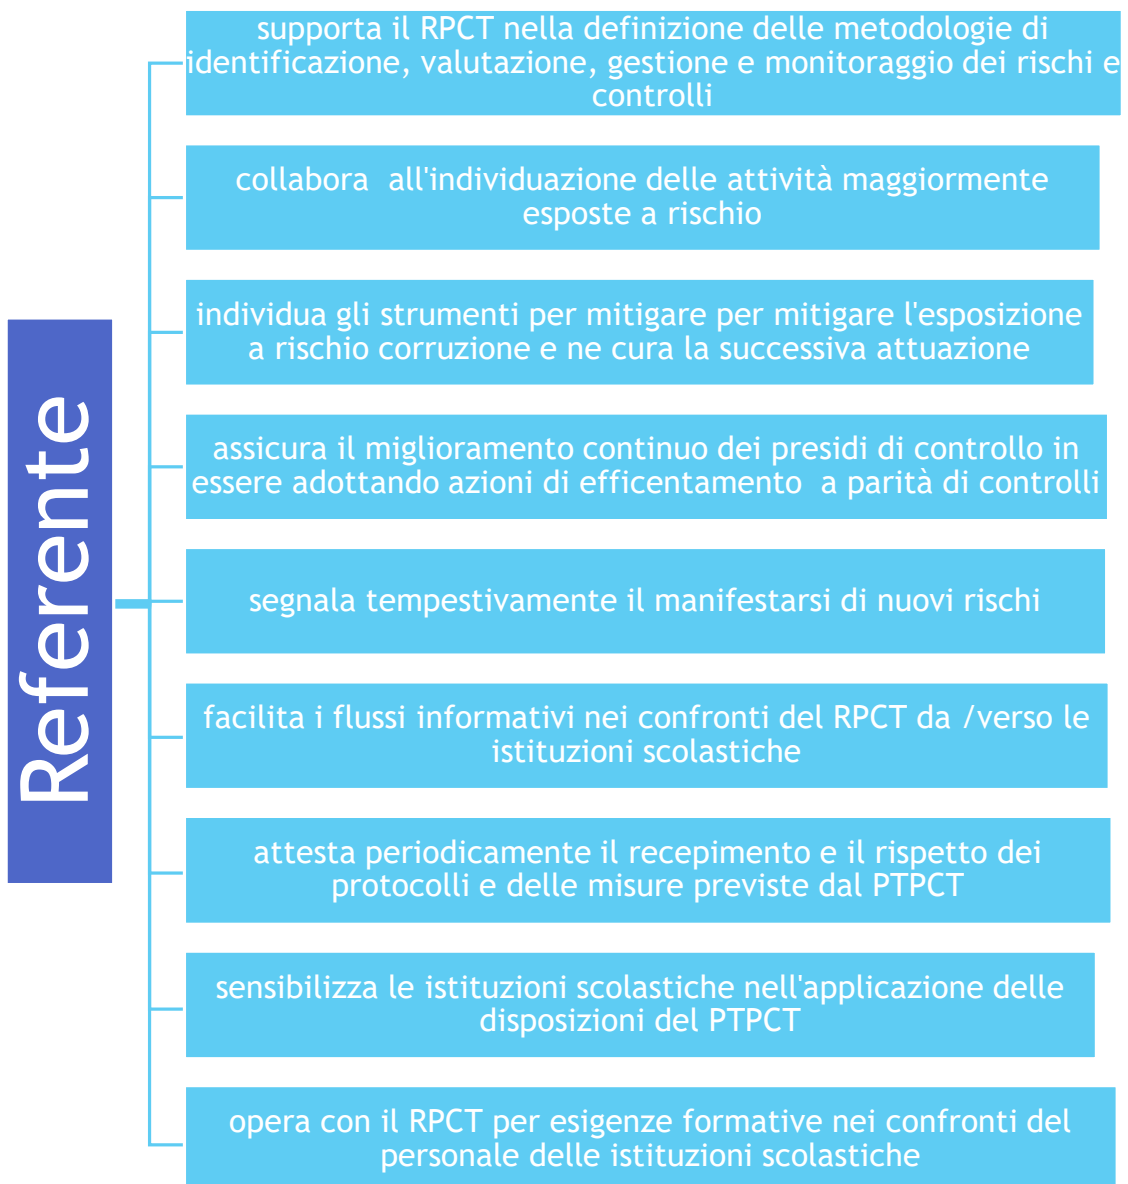 Referente
supporta il RPCT nella definizione delle metodologie di
identificazione, valutazione, gestione e monitoraggio dei rischi e
controlli
collabora  all'individuazione delle attività maggiormente
esposte a rischio
individua gli strumenti per mitigare per mitigare l'esposizione
a rischio corruzione e ne cura la successiva attuazione
assicura il miglioramento continuo dei presidi di controllo in
essere adottando azioni di efficentamento  a parità di controlli
segnala tempestivamente il manifestarsi di nuovi rischi
facilita i flussi informativi nei confronti del RPCT da /verso le
istituzioni scolastiche
attesta periodicamente il recepimento e il rispetto dei
protocolli e delle misure previste dal PTPCT
sensibilizza le istituzioni scolastiche nell'applicazione delle
disposizioni del PTPCT
opera con il RPCT per esigenze formative nei confronti del
personale delle istituzioni scolastiche